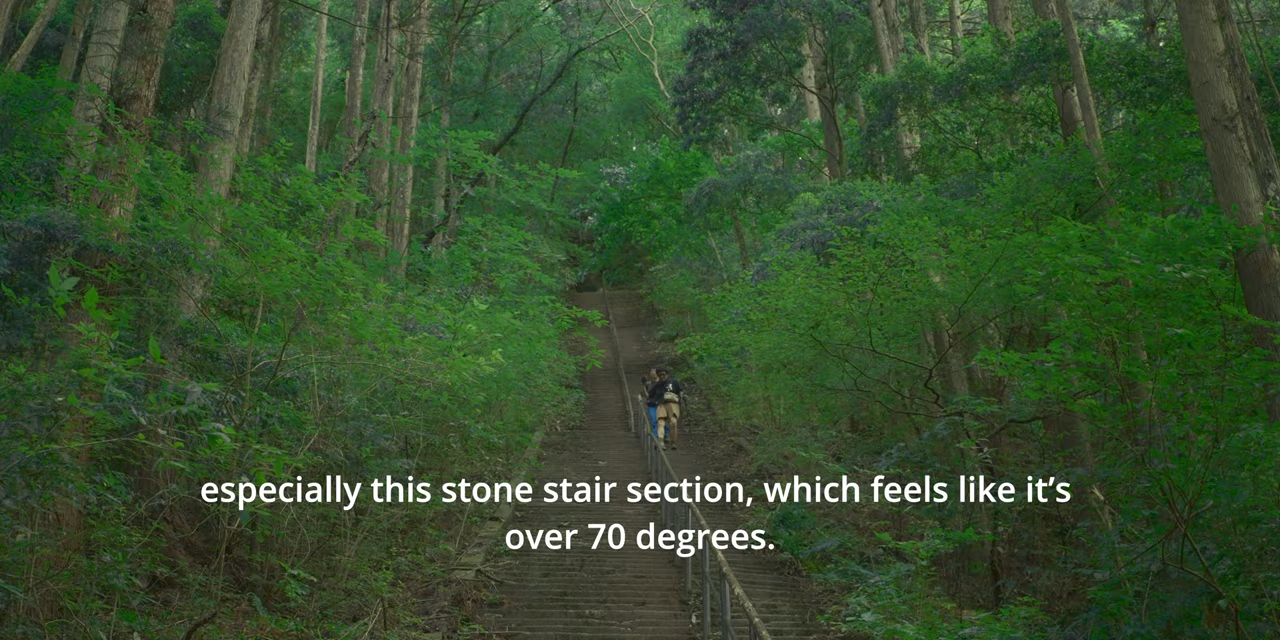 especially this stone stair section, which feels like it’s
over 70 degrees.